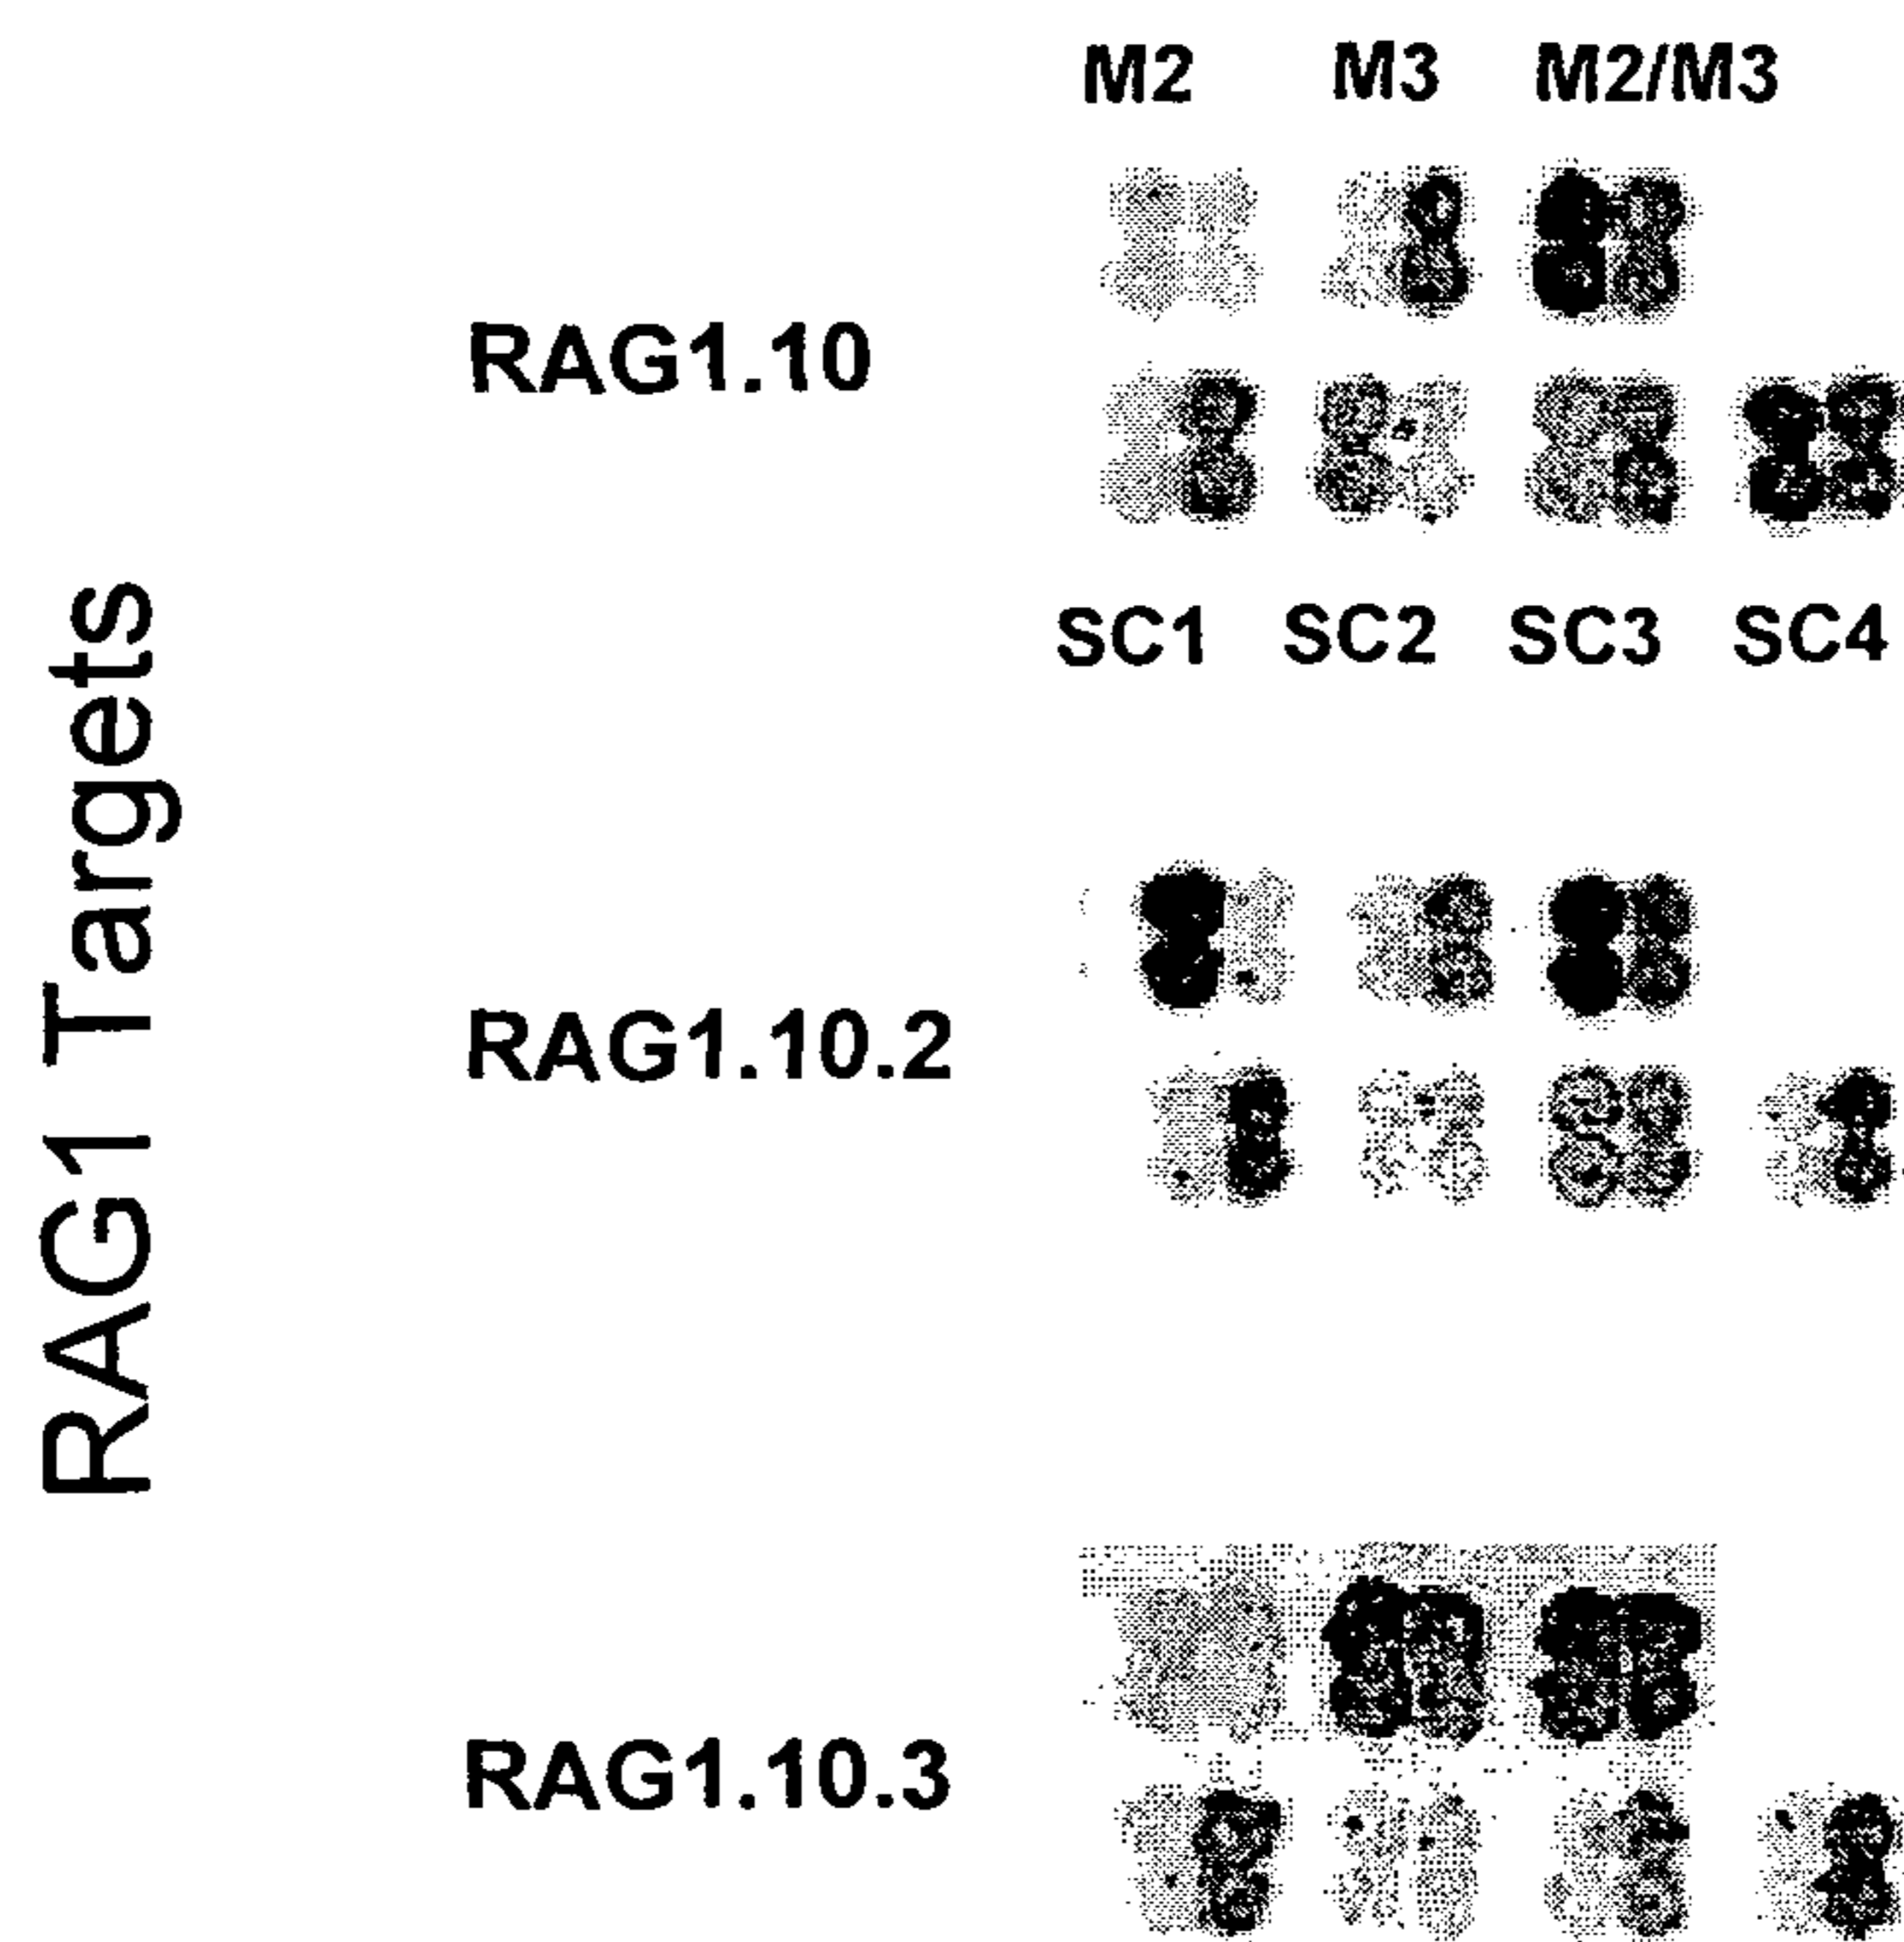 M2 M3 M2/M3
RAG1.10
SC1 SC2 SC3 SC4
RAG1 Targets
RAG1.10.2
RAG1.10.3